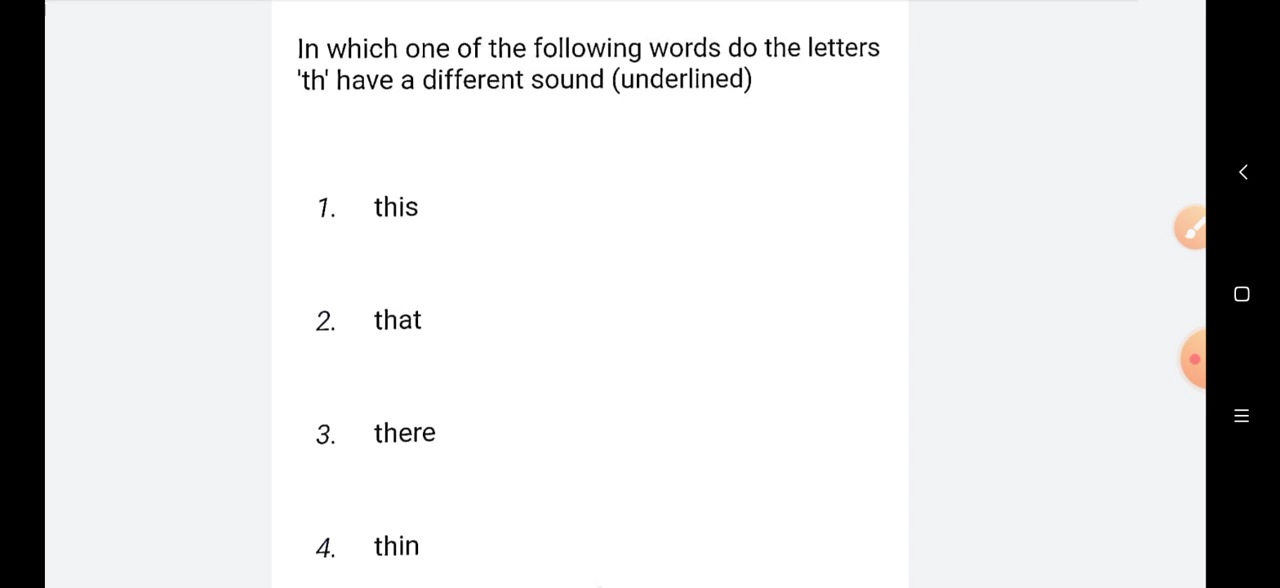 In which one of the following words do the letters
'th' have a different sound (underlined)
1. this
2. that
3. there
4. thin